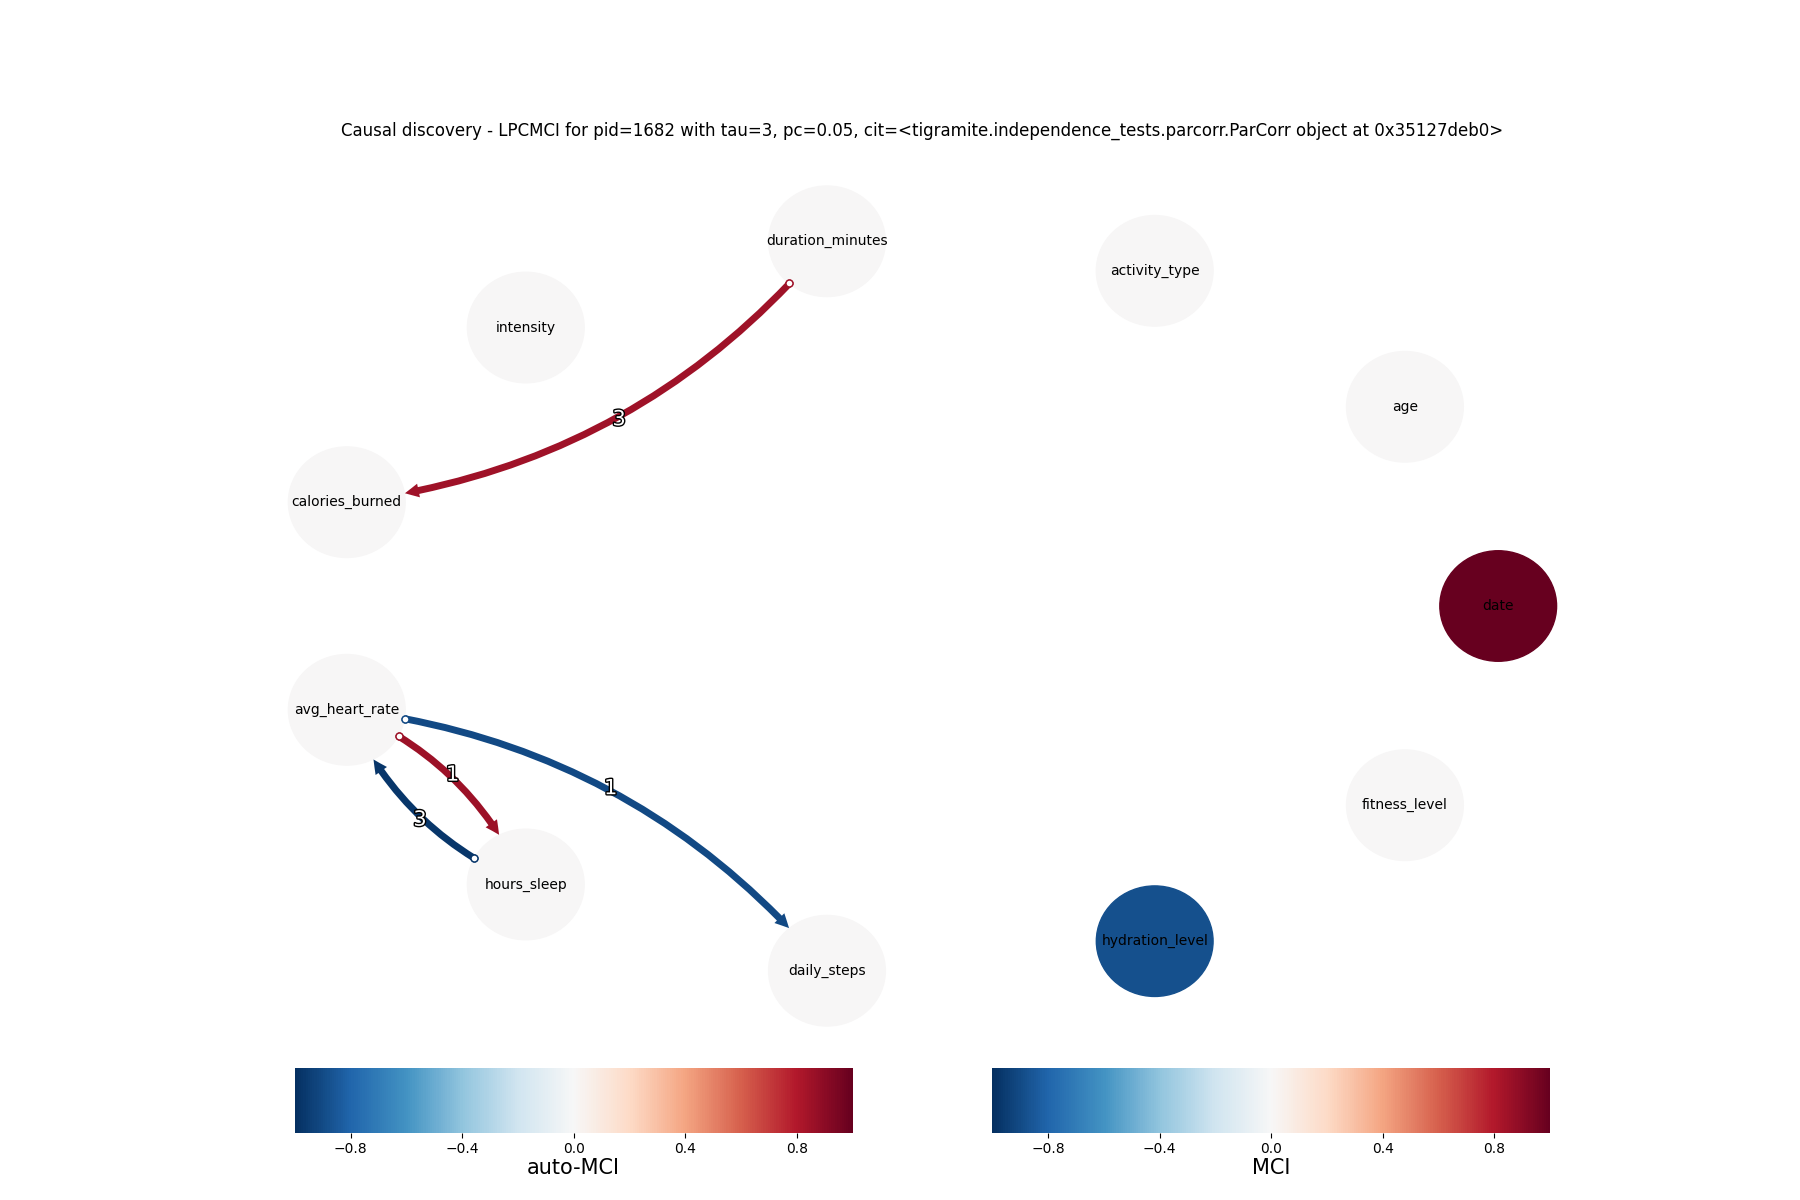 Causal discovery - LPCMCI for pid=1682 with tau=3, pc=0.05, cit=<tigramite.independence_tests.parcorr.ParCorr object at 0x35127deb0>
duration_minutes
activity_type
intensity
age
3
calories_burned
date
avg_heart_rate
1
1
3
fitness_level
hours_sleep
hydration_level
daily_steps
−0.8 −0.4 0.0 0.4 0.8
auto-MCI
−0.8 −0.4 0.0 0.4 0.8
MCI